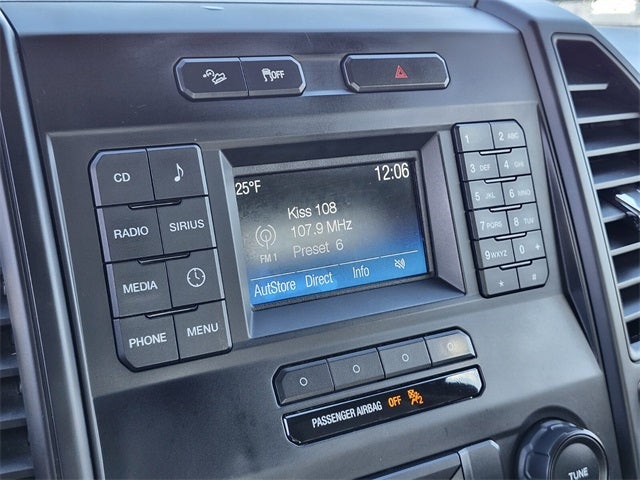 OFF
CD
RADIO
SIRIUS
MEDIA
PHONE
MENU
25°F
12:06
Kiss 108
107.9 MHz
Preset 6
FM 1
AutStore Direct Info
1
2 ABC
3 DEF
4 GHI
5 JKL
6 MNO
7 PQRS
8 TUV
9 WXYZ
0 +
*
#
PASSENGER AIRBAG OFF 2
TUNE